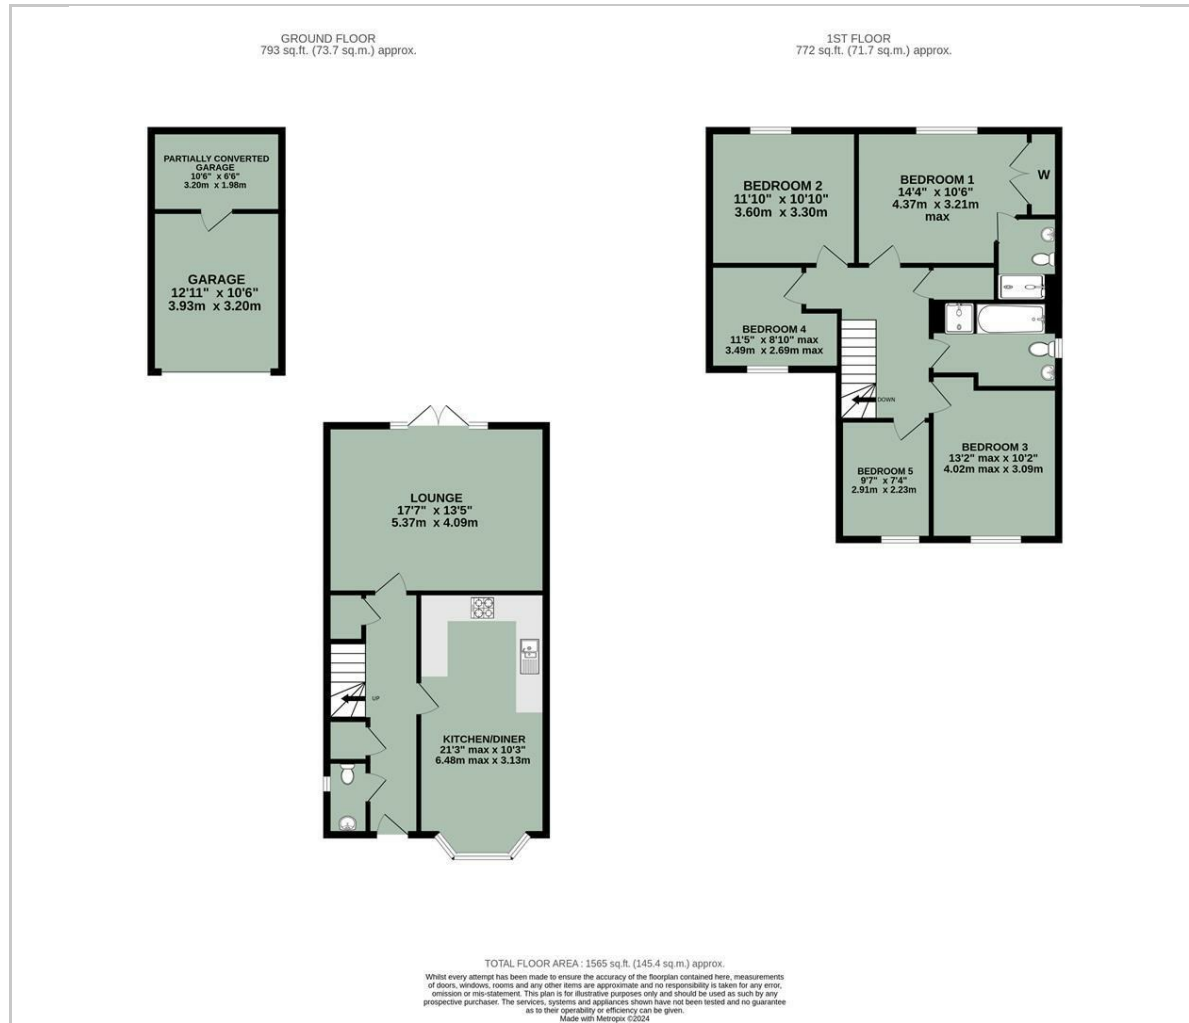 GROUND FLOOR
793 sq.ft. (73.7 sq.m.) approx.
1ST FLOOR
772 sq.ft. (71.7 sq.m.) approx.
PARTIALLY CONVERTED
GARAGE
10'6" x 6'6"
3.20m x 1.98m
GARAGE
12'11" x 10'6"
3.93m x 3.20m
BEDROOM 2
11'10" x 10'10"
3.60m x 3.30m
BEDROOM 1
14'4" x 10'6"
4.37m x 3.21m
max
W
BEDROOM 4
11'5" x 8'10" max
3.49m x 2.69m max
DOWN
BEDROOM 5
9'7" x 7'4"
2.91m x 2.23m
BEDROOM 3
13'2" max x 10'2"
4.02m max x 3.09m
LOUNGE
17'7" x 13'5"
5.37m x 4.09m
UP
KITCHEN/DINER
21'3" max x 10'3"
6.48m max x 3.13m
TOTAL FLOOR AREA : 1565 sq.ft. (145.4 sq.m.) approx.
Whilst every attempt has been made to ensure the accuracy of the floorplan contained here, measurements
of doors, windows, rooms and any other items are approximate and no responsibility is taken for any error,
omission or mis-statement. This plan is for illustrative purposes only and should be used as such by any
prospective purchaser. The services, systems and appliances shown have not been tested and no guarantee
as to their operability or efficiency can be given.
Made with Metropix ©2024